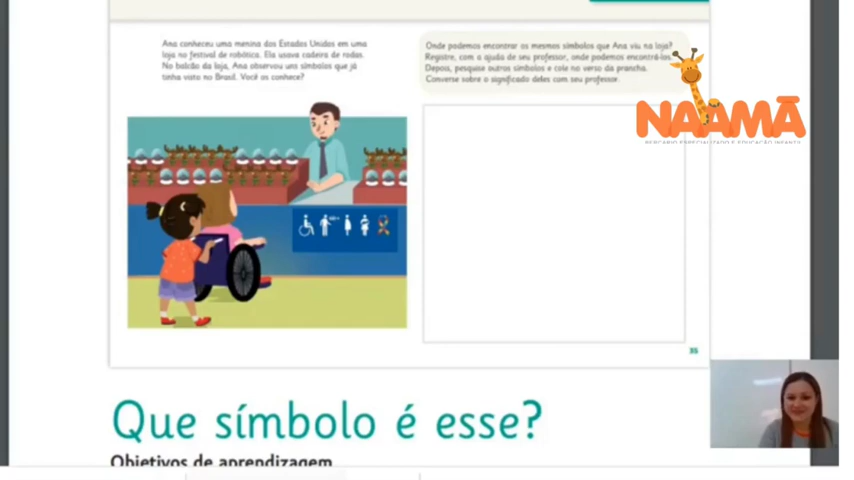 Ana conheceu uma menina dos Estados Unidos em uma
loja no festival de robótica. Ela usava cadeira de rodas.
No balcão da loja, Ana observou uns símbolos que já
tinha visto no Brasil. Você os conhece?
Onde podemos encontrar os mesmos símbolos que Ana viu na loja?
Registre, com a ajuda de seu professor, onde podemos encontrá-los.
Depois, pesquise outros símbolos e cole no verso da prancha.
Converse sobre o significado deles com seu professor.
NAAMÃ
BERÇÁRIO ESPECIALIZADO E EDUCAÇÃO INFANTIL
35
Que símbolo é esse?
Objetivos de aprendizagem